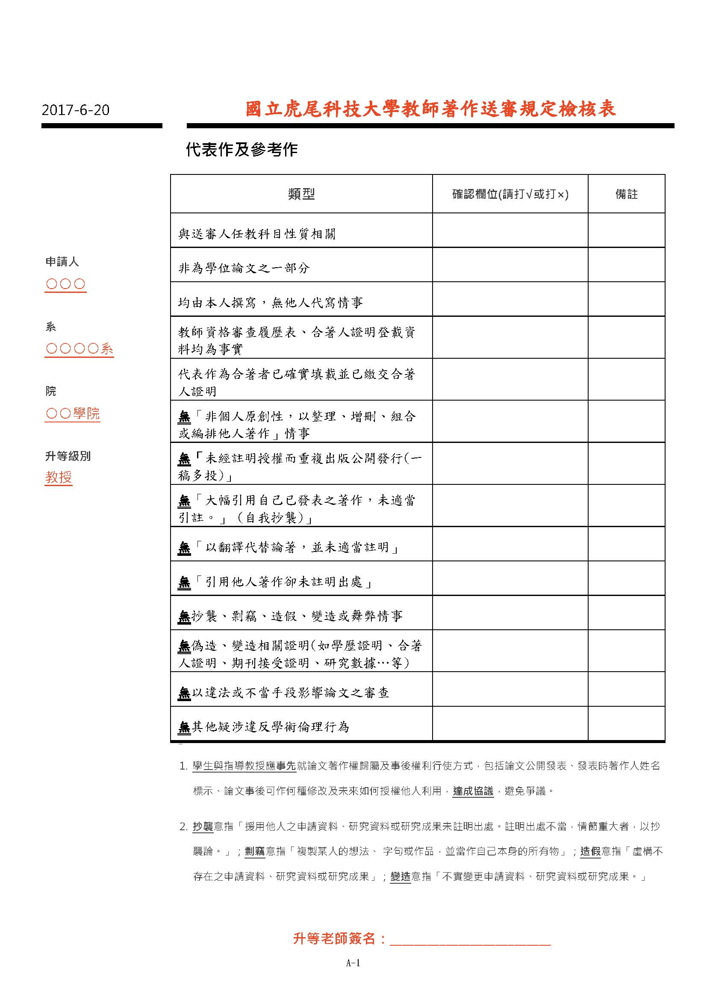 2017-6-20
國立虎尾科技大學教師著作送審規定檢核表
代表作及參考作
申請人
○○○
系
○○○○系
院
○○學院
升等級別
教授
類型 確認欄位(請打√或打×) 備註
與送審人任教科目性質相關
非為學位論文之一部分
均由本人撰寫，無他人代寫情事
教師資格審查履歷表、合著人證明登載資
料均為事實
代表作為合著者已確實填載並已繳交合著
人證明
無「非個人原創性，以整理、增刪、組合
或編排他人著作」情事
無「未經註明授權而重複出版公開發行(一
稿多投)」
無「大幅引用自己已發表之著作，未適當
引註。」（自我抄襲)」
無「以翻譯代替論著，並未適當註明」
無「引用他人著作卻未註明出處」
無抄襲、剽竊、造假、變造或舞弊情事
無偽造、變造相關證明(如學歷證明、合著
人證明、期刊接受證明、研究數據…等)
無以違法或不當手段影響論文之審查
無其他疑涉違反學術倫理行為
1. 學生與指導教授應事先就論文著作權歸屬及事後權利行使方式，包括論文公開發表、發表時著作人姓名
標示、論文事後可作何種修改及未來如何授權他人利用，達成協議，避免爭議。
2. 抄襲意指「援用他人之申請資料、研究資料或研究成果未註明出處。註明出處不當，情節重大者，以抄
襲論。」；剽竊意指「複製某人的想法、 字句或作品，並當作自己本身的所有物」；造假意指「虛構不
存在之申請資料、研究資料或研究成果」；變造意指「不實變更申請資料、研究資料或研究成果。」
升等老師簽名：__________________________
A-1